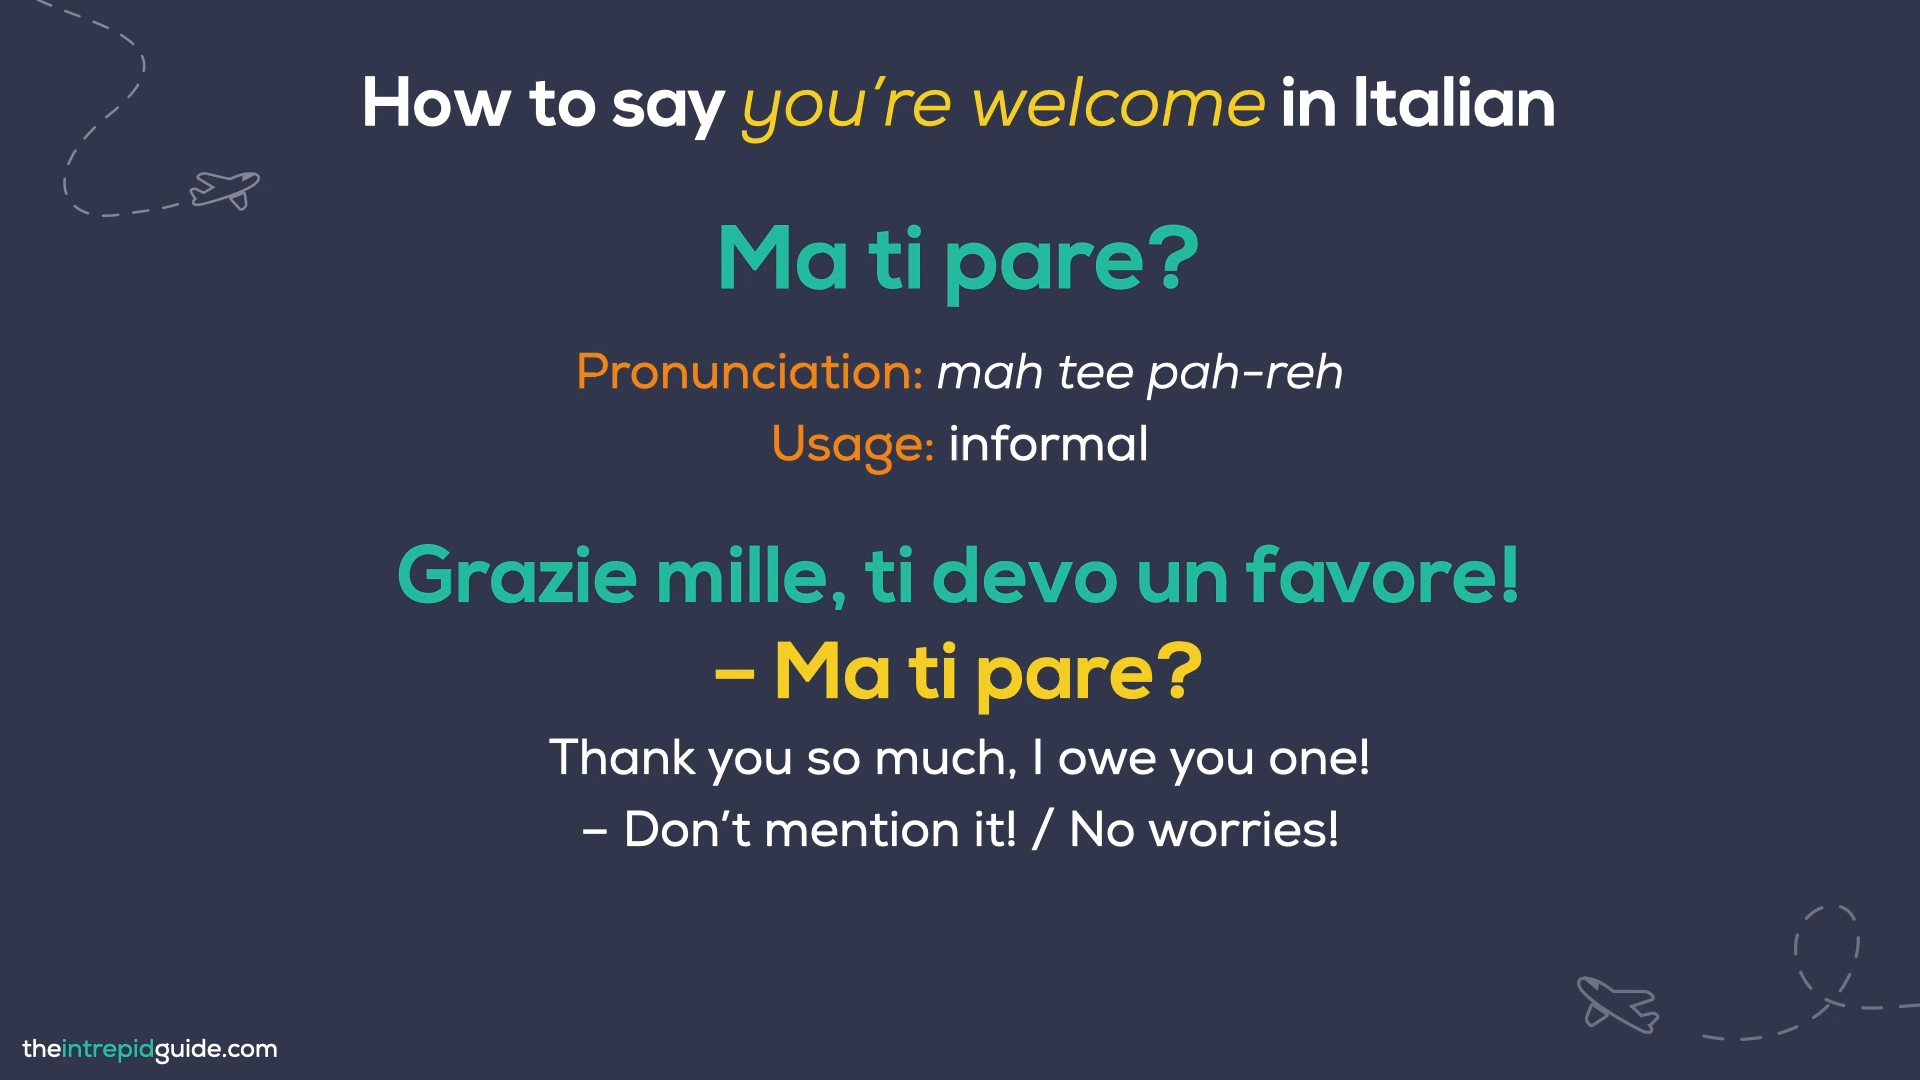 How to say you're welcome in Italian
Ma ti pare?
Pronunciation: mah tee pah-reh
Usage: informal
Grazie mille, ti devo un favore!
– Ma ti pare?
Thank you so much, I owe you one!
– Don't mention it! / No worries!
theintrepidguide.com